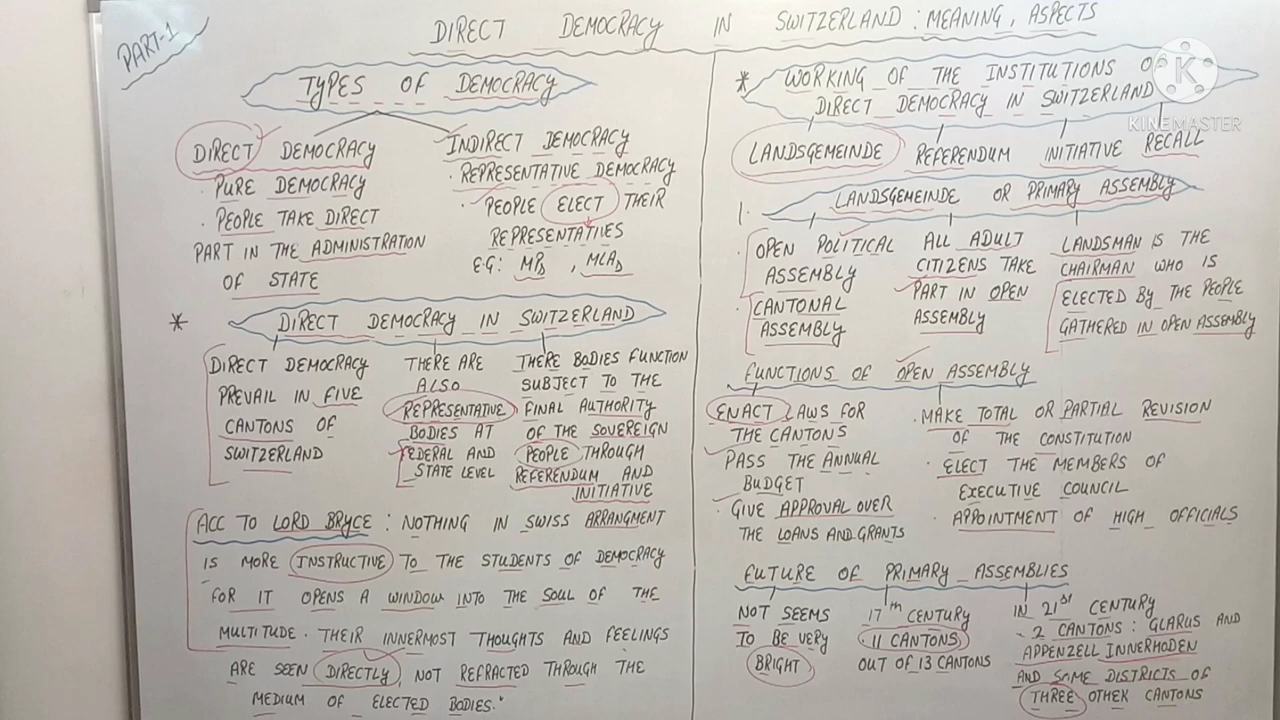 PART-1
DIRECT DEMOCRACY IN SWITZERLAND : MEANING, ASPECTS
TYPES OF DEMOCRACY
DIRECT DEMOCRACY
· PURE DEMOCRACY
· PEOPLE TAKE DIRECT
PART IN THE ADMINISTRATION
OF STATE
INDIRECT DEMOCRACY
· REPRESENTATIVE DEMOCRACY
· PEOPLE ELECT THEIR
REPRESENTATIVES
E.G: MPs , MLAs
* DIRECT DEMOCRACY IN SWITZERLAND
DIRECT DEMOCRACY
PREVAIL IN FIVE
CANTONS OF
SWITZERLAND
THERE ARE
ALSO
REPRESENTATIVE
BODIES AT
FEDERAL AND
STATE LEVEL
THERE BODIES FUNCTION
SUBJECT TO THE
FINAL AUTHORITY
OF THE SOVEREIGN
PEOPLE THROUGH
REFERENDUM AND
INITIATIVE
ACC TO LORD BRYCE : NOTHING IN SWISS ARRANGMENT
IS MORE INSTRUCTIVE TO THE STUDENTS OF DEMOCRACY
FOR IT OPENS A WINDOW INTO THE SOUL OF THE
MULTITUDE. THEIR INNERMOST THOUGHTS AND FEELINGS
ARE SEEN DIRECTLY, NOT REFRACTED THROUGH THE
MEDIUM OF ELECTED BODIES."
* WORKING OF THE INSTITUTIONS OF
DIRECT DEMOCRACY IN SWITZERLAND
K
KINEMASTER
LANDSGEMEINDE REFERENDUM INITIATIVE RECALL
1. LANDSGEMEINDE OR PRIMARY ASSEMBLY
· OPEN POLITICAL
ASSEMBLY
· CANTONAL
ASSEMBLY
ALL ADULT
CITIZENS TAKE
PART IN OPEN
ASSEMBLY
LANDSMAN IS THE
CHAIRMAN WHO IS
ELECTED BY THE PEOPLE
GATHERED IN OPEN ASSEMBLY
FUNCTIONS OF OPEN ASSEMBLY
ENACT LAWS FOR
THE CANTONS
PASS THE ANNUAL
BUDGET
· GIVE APPROVAL OVER
THE LOANS AND GRANTS
· MAKE TOTAL OR PARTIAL REVISION
OF THE CONSTITUTION
· ELECT THE MEMBERS OF
EXECUTIVE COUNCIL
· APPOINTMENT OF HIGH OFFICIALS
FUTURE OF PRIMARY ASSEMBLIES
NOT SEEMS
TO BE VERY
BRIGHT
17th CENTURY
11 CANTONS
OUT OF 13 CANTONS
IN 21st CENTURY
2 CANTONS : GLARUS AND
APPENZELL INNERHODEN
AND SOME DISTRICTS OF
THREE OTHER CANTONS